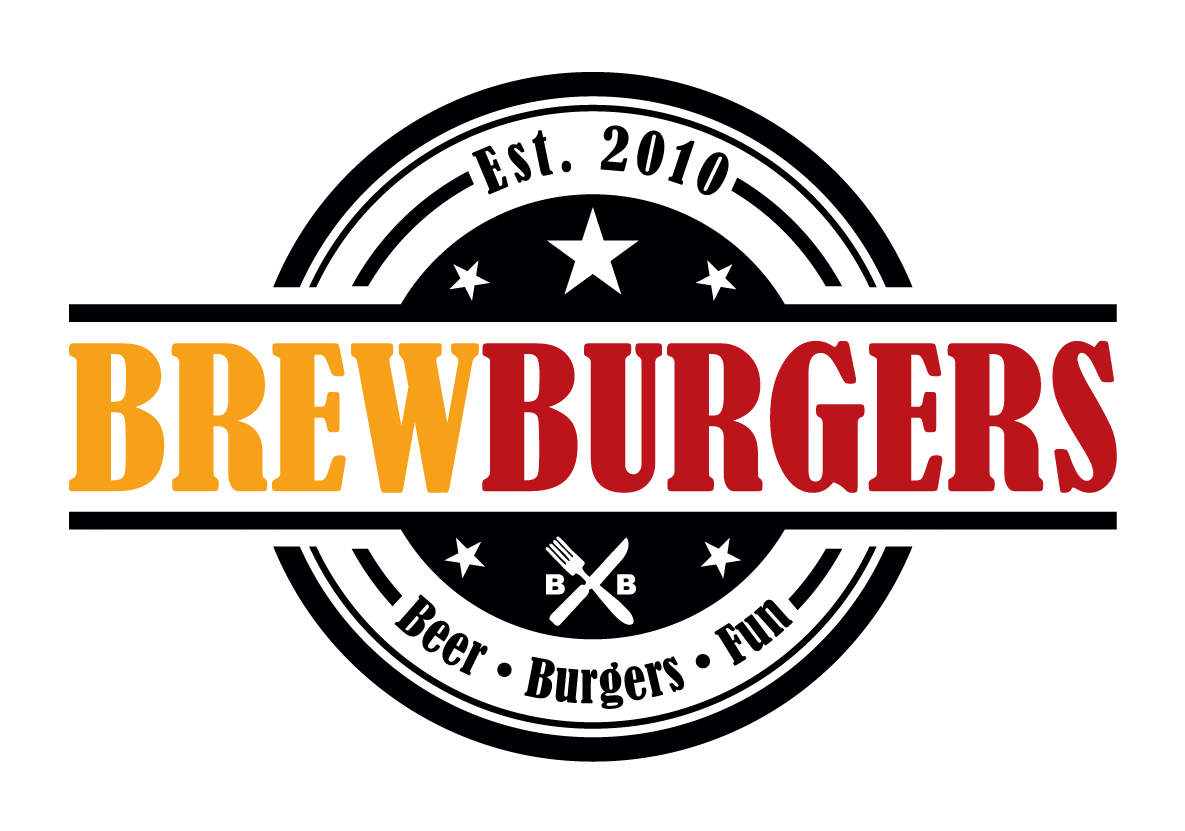 Est. 2010
BREWBURGERS
B B
Beer • Burgers • Fun